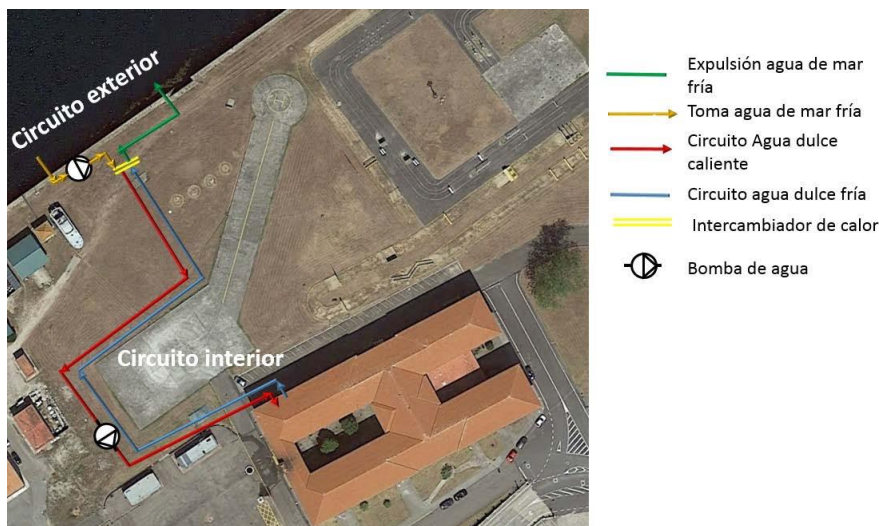 Circuito exterior
Circuito interior
Expulsión agua de mar
fría
Toma agua de mar fría
Circuito Agua dulce
caliente
Circuito agua dulce fría
Intercambiador de calor
Bomba de agua